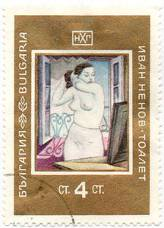 НХГ
БЪЛГАРИЯ BULGARIA
ИВАН НЕНОВ·ТОАЛЕТ
СТ. 4 СТ.